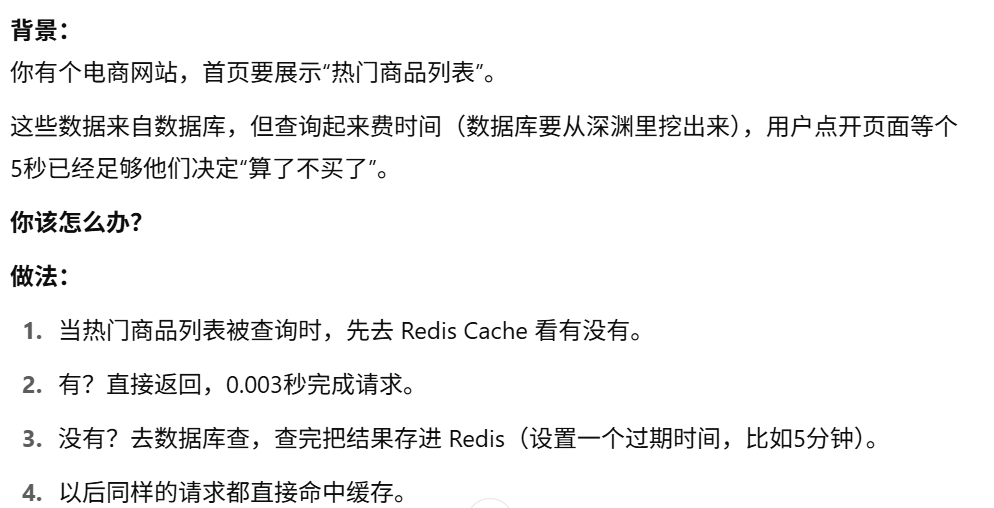 背景：
你有个电商网站，首页要展示“热门商品列表”。
这些数据来自数据库，但查询起来费时间（数据库要从深渊里挖出来），用户点开页面等个
5秒已经足够他们决定“算了不买了”。
你该怎么办？
做法：
1. 当热门商品列表被查询时，先去 Redis Cache 看有没有。
2. 有？直接返回，0.003秒完成请求。
3. 没有？去数据库查，查完把结果存进 Redis（设置一个过期时间，比如5分钟）。
4. 以后同样的请求都直接命中缓存。